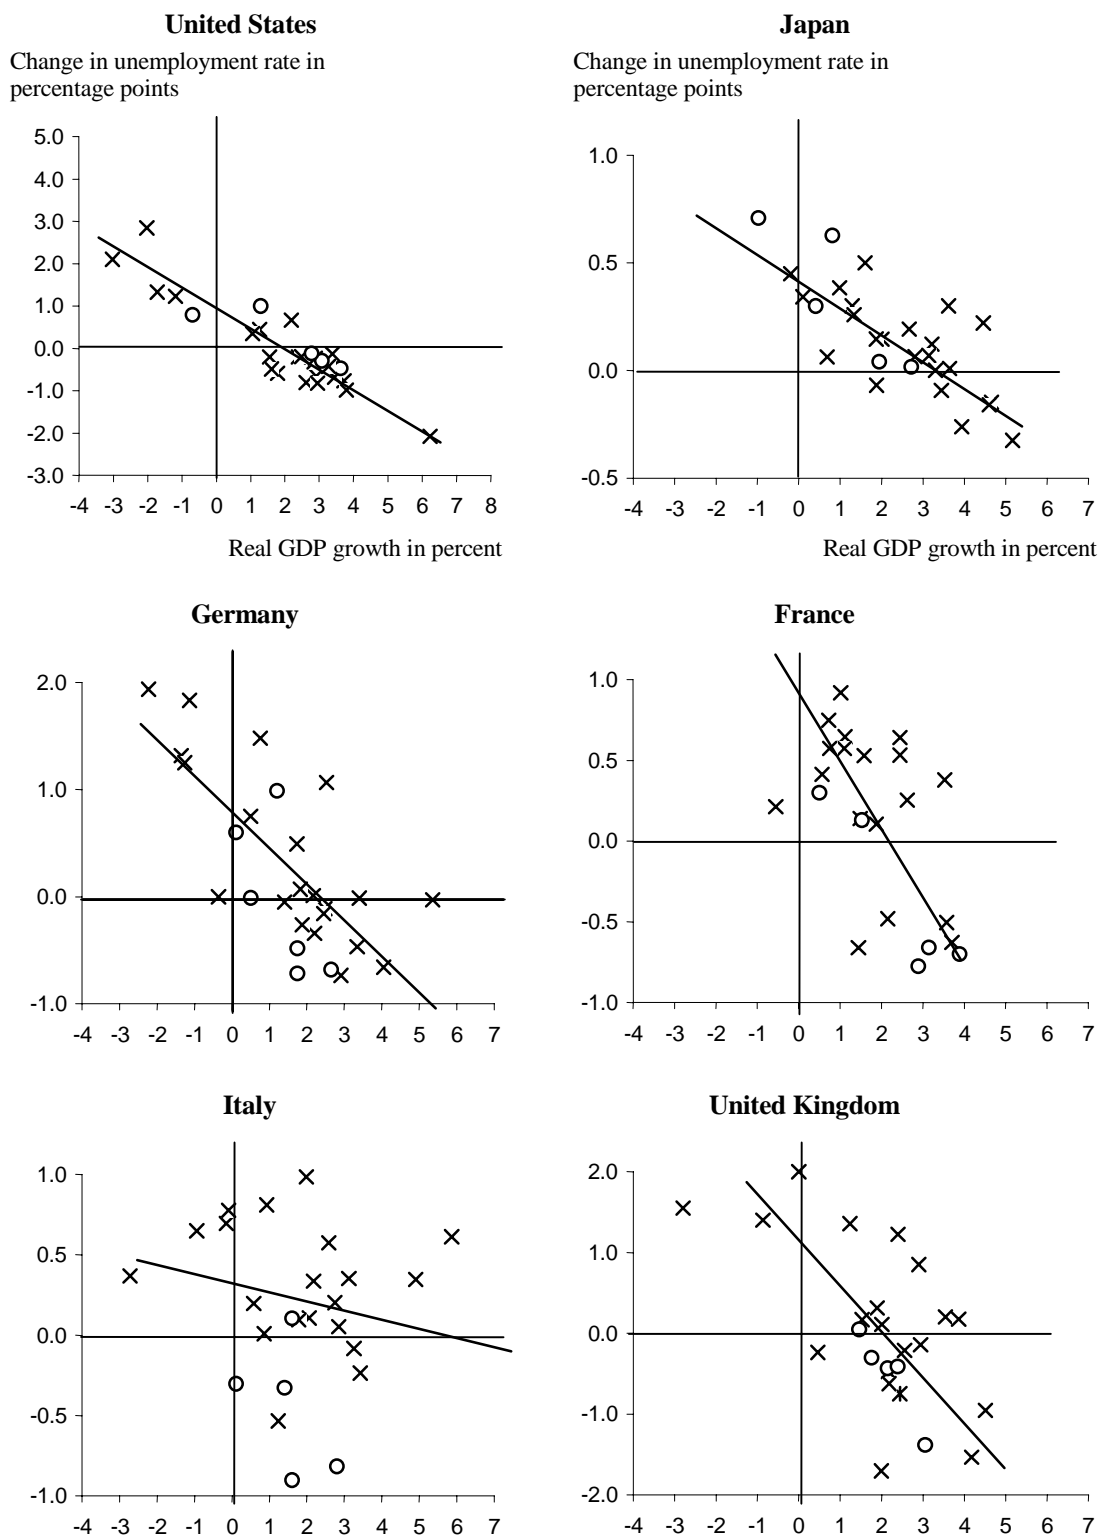 United States
Change in unemployment rate in
percentage points
5.0
4.0
3.0
2.0
1.0
0.0
-1.0
-2.0
-3.0
-4 -3 -2 -1 0 1 2 3 4 5 6 7 8
Real GDP growth in percent
Japan
Change in unemployment rate in
percentage points
1.0
0.5
0.0
-0.5
-4 -3 -2 -1 0 1 2 3 4 5 6 7
Real GDP growth in percent
Germany
2.0
1.0
0.0
-1.0
-4 -3 -2 -1 0 1 2 3 4 5 6 7
France
1.0
0.5
0.0
-0.5
-1.0
-4 -3 -2 -1 0 1 2 3 4 5 6 7
Italy
1.0
0.5
0.0
-0.5
-1.0
-4 -3 -2 -1 0 1 2 3 4 5 6 7
United Kingdom
2.0
1.0
0.0
-1.0
-2.0
-4 -3 -2 -1 0 1 2 3 4 5 6 7